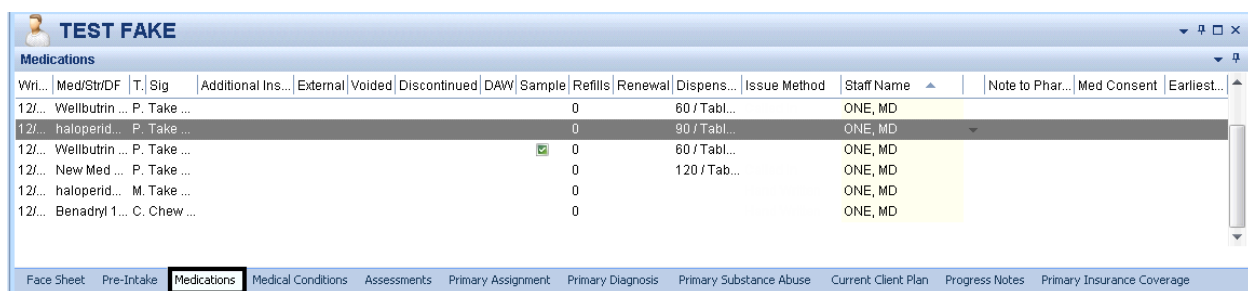 TEST FAKE
Medications
Wri... Med/Str/DF T. Sig Additional Ins... External Voided Discontinued DAW Sample Refills Renewal Dispens... Issue Method Staff Name Note to Phar... Med Consent Earliest...
12/... Wellbutrin ... P. Take ... 0 60 / Tabl... ONE, MD
12/... haloperid... P. Take ... 0 90 / Tabl... ONE, MD
12/... Wellbutrin ... P. Take ... 0 60 / Tabl... ONE, MD
12/... New Med ... P. Take ... 0 120 / Tab... ONE, MD
12/... haloperid... M. Take ... 0 ONE, MD
12/... Benadryl 1... C. Chew ... 0 ONE, MD
Face Sheet Pre-Intake Medications Medical Conditions Assessments Primary Assignment Primary Diagnosis Primary Substance Abuse Current Client Plan Progress Notes Primary Insurance Coverage